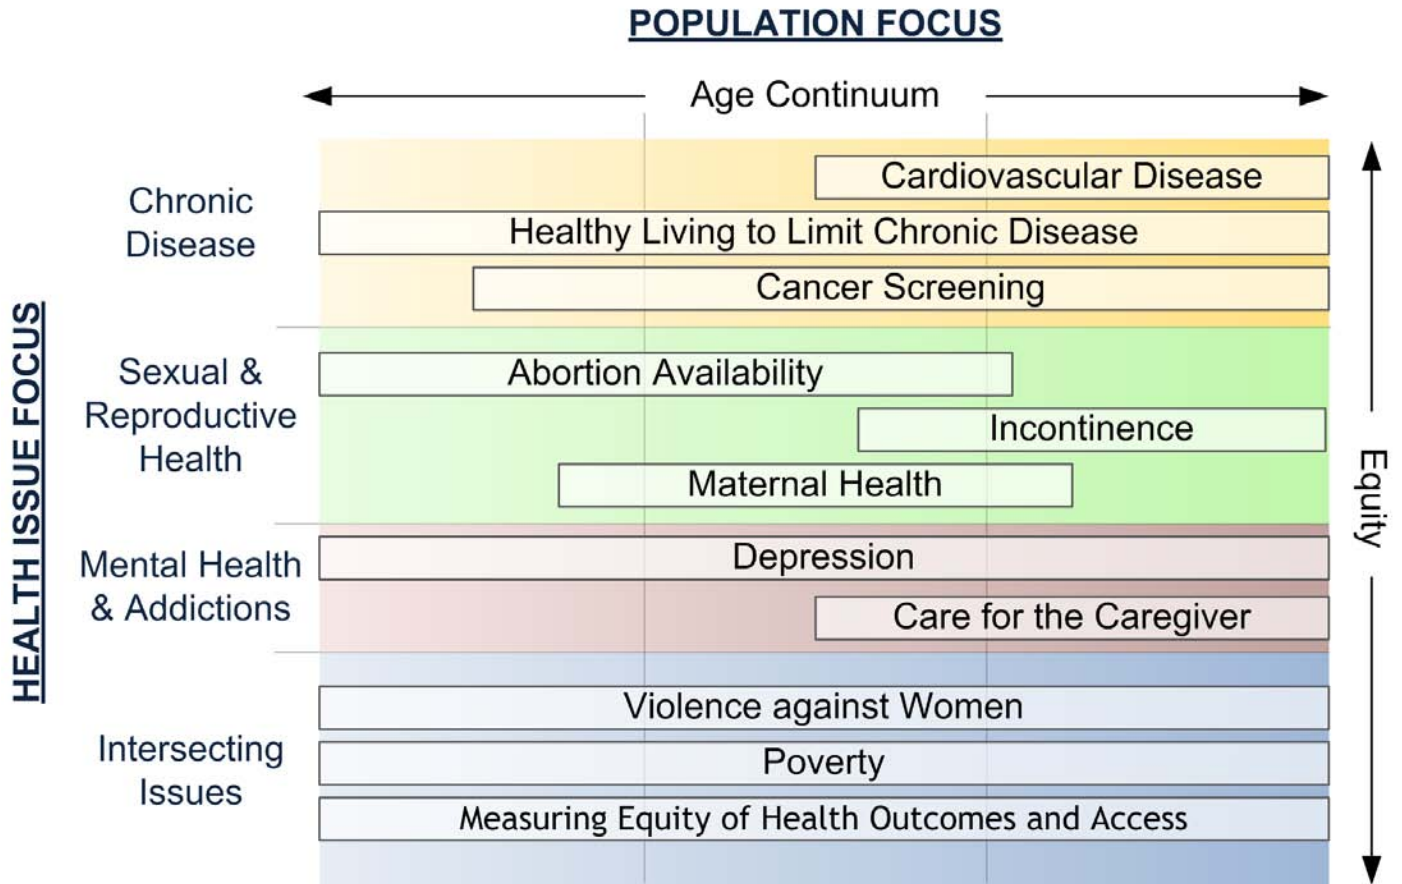 POPULATION FOCUS
Age Continuum
HEALTH ISSUE FOCUS
Chronic
Disease
Cardiovascular Disease
Healthy Living to Limit Chronic Disease
Cancer Screening
Sexual &
Reproductive
Health
Abortion Availability
Incontinence
Maternal Health
Mental Health
& Addictions
Depression
Care for the Caregiver
Intersecting
Issues
Violence against Women
Poverty
Measuring Equity of Health Outcomes and Access
Equity